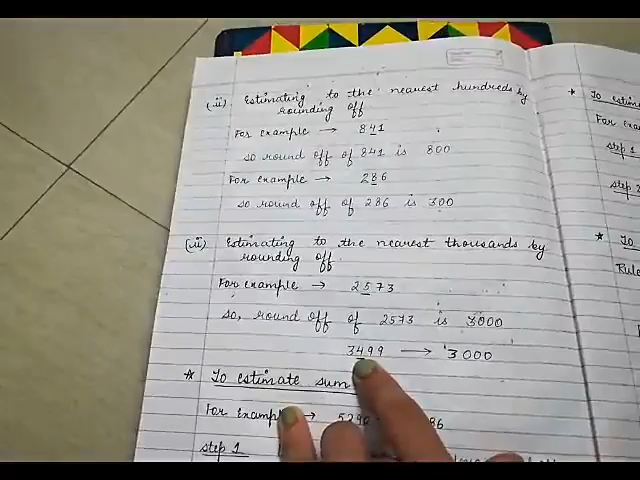 (ii) Estimating to the nearest hundreds by
rounding off
For example → 841
so round off of 841 is 800
For example → 286
so round off of 286 is 300
(iii) Estimating to the nearest thousands by
rounding off
For example → 2573
so, round off of 2573 is 3000
3499 → 3000
* To estimate sum
For example → 5290
step 1
* To
For
step 1
step 2
* To
Rule